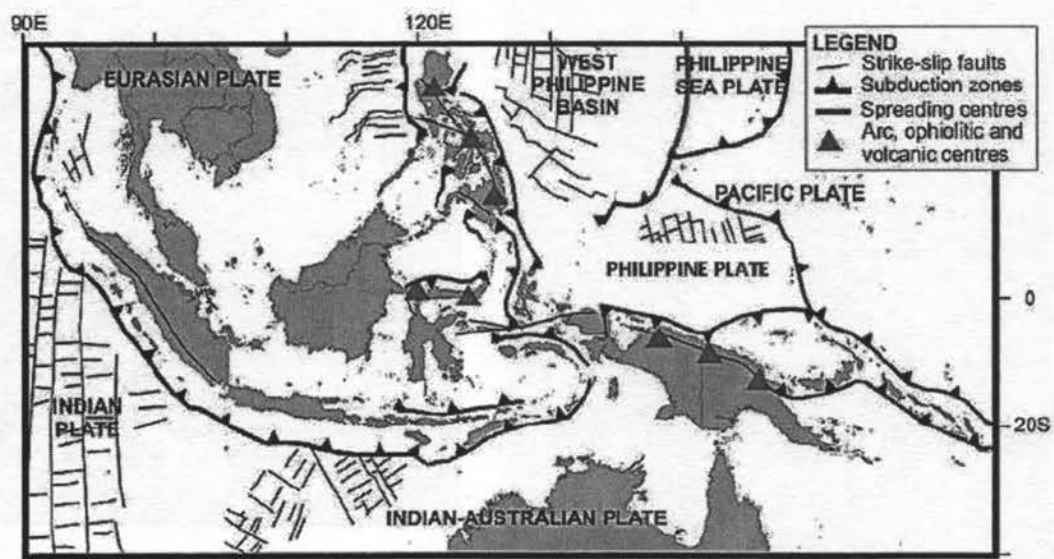 90E
120E
EURASIAN PLATE
WEST
PHILIPPINE
BASIN
PHILIPPINE
SEA PLATE
LEGEND
Strike-slip faults
Subduction zones
Spreading centres
Arc, ophiolitic and
volcanic centres
PACIFIC PLATE
PHILIPPINE PLATE
0
INDIAN
PLATE
20S
INDIAN-AUSTRALIAN PLATE